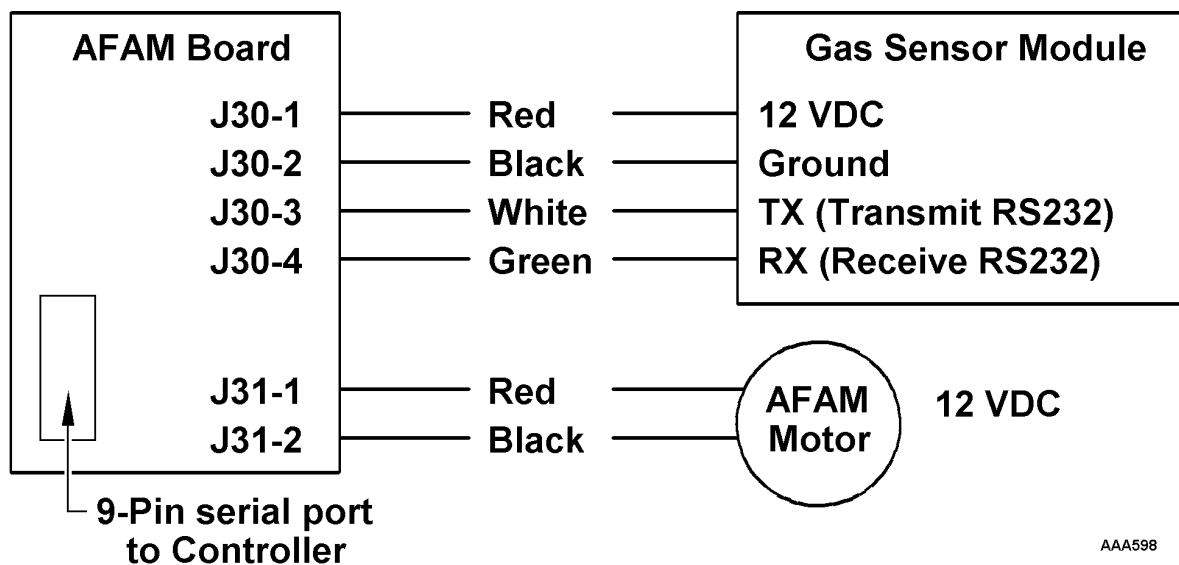 AFAM Board
Gas Sensor Module
J30-1 Red 12 VDC
J30-2 Black Ground
J30-3 White TX (Transmit RS232)
J30-4 Green RX (Receive RS232)
J31-1 Red
J31-2 Black
AFAM
Motor
12 VDC
9-Pin serial port
to Controller
AAA598